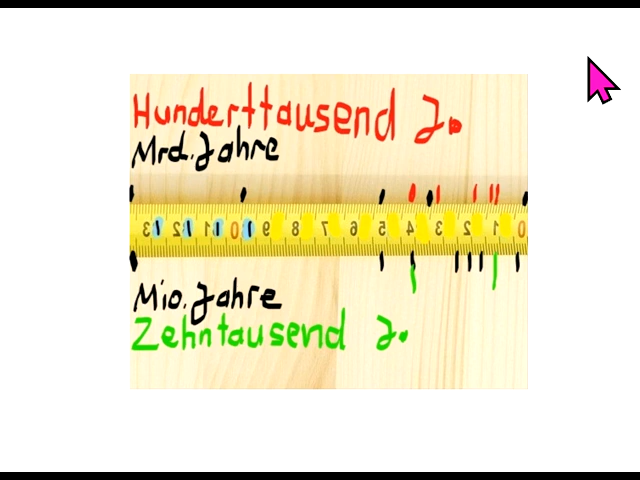 Hunderttausend J.
Mrd. Jahre
13 12 11 10 9 8 7 6 5 4 3 2 1 0
Mio. Jahre
Zehntausend J.